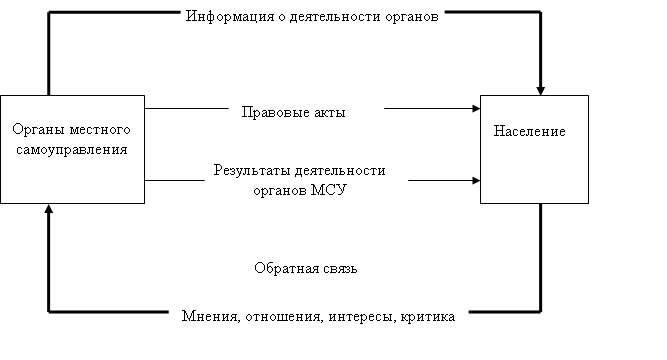 Информация о деятельности органов
Правовые акты
Органы местного
самоуправления
Население
Результаты деятельности
органов МСУ
Обратная связь
Мнения, отношения, интересы, критика